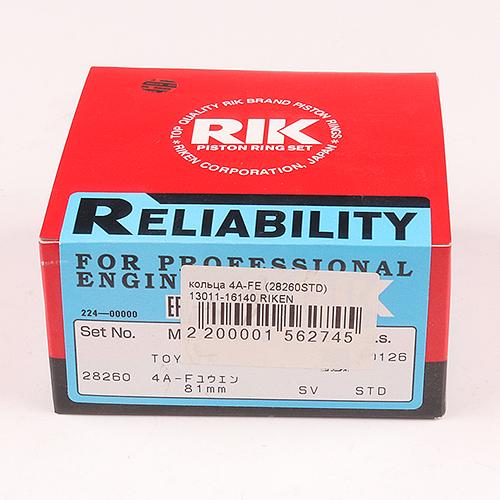 TOP QUALITY RIK BRAND PISTON RINGS
RIK
PISTON RING SET
RIKEN CORPORATION, JAPAN
RELIABILITY
FOR PROFESSIONAL
ENGIN
кольца 4A-FE (28260STD)
13011-16140 RIKEN
2 200001 562745
224—00000
Set No. M .s.
TOY 0126
28260 4A-Fユウエン
81mm SV STD